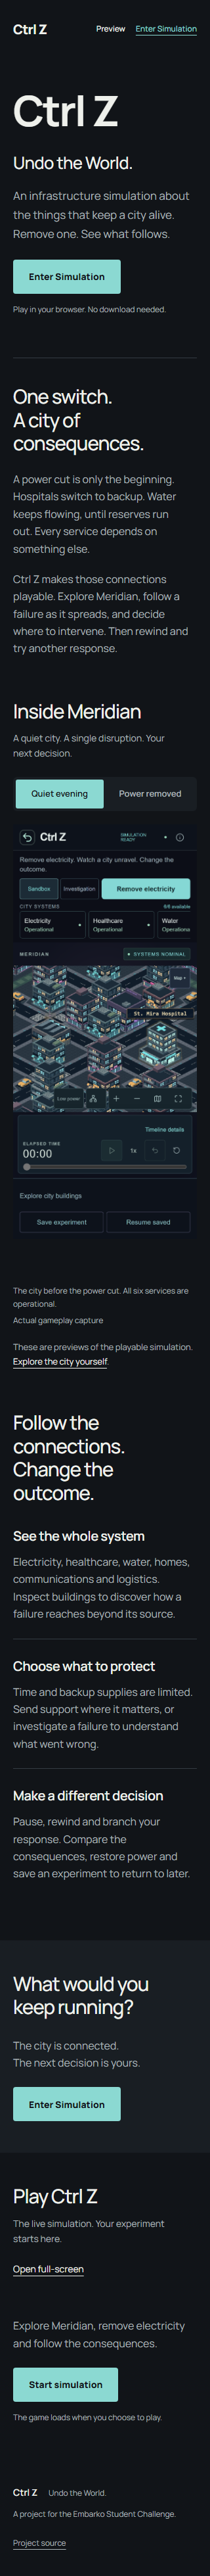 Ctrl Z
Preview
Enter Simulation
Ctrl Z
Undo the World.
An infrastructure simulation about
the things that keep a city alive.
Remove one. See what follows.
Enter Simulation
Play in your browser. No download needed.
One switch.
A city of
consequences.
A power cut is only the beginning.
Hospitals switch to backup. Water
keeps flowing, until reserves run
out. Every service depends on
something else.
Ctrl Z makes those connections
playable. Explore Meridian, follow a
failure as it spreads, and decide
where to intervene. Then rewind and
try another response.
Inside Meridian
A quiet city. A single disruption. Your
next decision.
Quiet evening
Power removed
Ctrl Z
SIMULATION
READY
Remove electricity. Watch a city unravel. Change the
outcome.
Sandbox
Investigation
Remove electricity
CITY SYSTEMS
6/6 available
Electricity
Operational
Healthcare
Operational
Water
Operationa
MERIDIAN
SYSTEMS NOMINAL
Map
St. Mira Hospital
Low power
Timeline details
ELAPSED TIME
00:00
1x
Explore city buildings
Save experiment
Resume saved
The city before the power cut. All six services are
operational.
Actual gameplay capture
These are previews of the playable simulation.
Explore the city yourself.
Follow the
connections.
Change the
outcome.
See the whole system
Electricity, healthcare, water, homes,
communications and logistics.
Inspect buildings to discover how a
failure reaches beyond its source.
Choose what to protect
Time and backup supplies are limited.
Send support where it matters, or
investigate a failure to understand
what went wrong.
Make a different decision
Pause, rewind and branch your
response. Compare the
consequences, restore power and
save an experiment to return to later.
What would you
keep running?
The city is connected.
The next decision is yours.
Enter Simulation
Play Ctrl Z
The live simulation. Your experiment
starts here.
Open full-screen
Explore Meridian, remove electricity
and follow the consequences.
Start simulation
The game loads when you choose to play.
Ctrl Z
Undo the World.
A project for the Embarko Student Challenge.
Project source